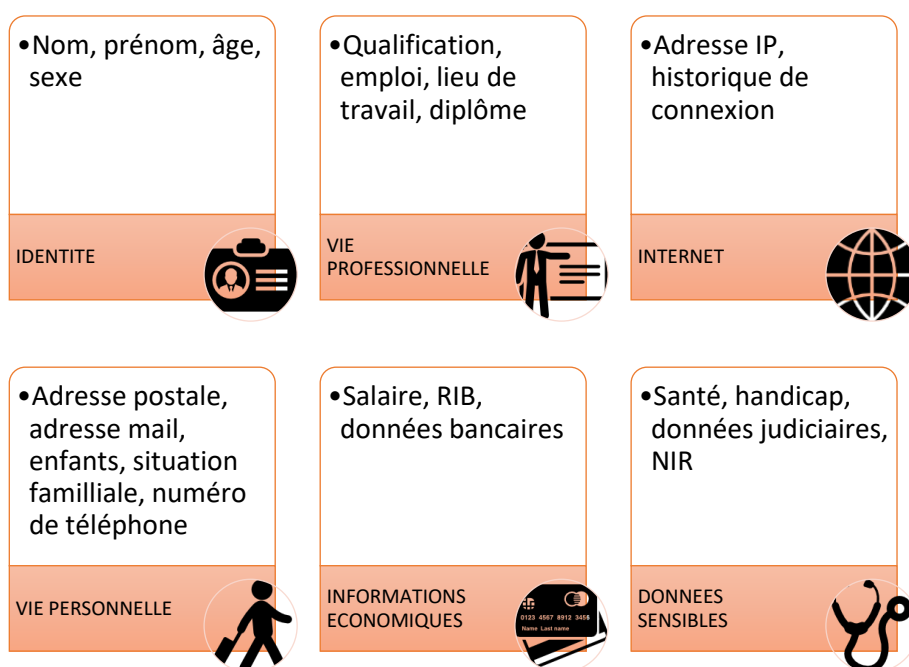 •Nom, prénom, âge,
sexe
IDENTITE
•Qualification,
emploi, lieu de
travail, diplôme
VIE
PROFESSIONNELLE
•Adresse IP,
historique de
connexion
INTERNET
•Adresse postale,
adresse mail,
enfants, situation
familliale, numéro
de téléphone
VIE PERSONNELLE
•Salaire, RIB,
données bancaires
INFORMATIONS
ECONOMIQUES
0123 4567 8912 3456
Name Last name
•Santé, handicap,
données judiciaires,
NIR
DONNEES
SENSIBLES